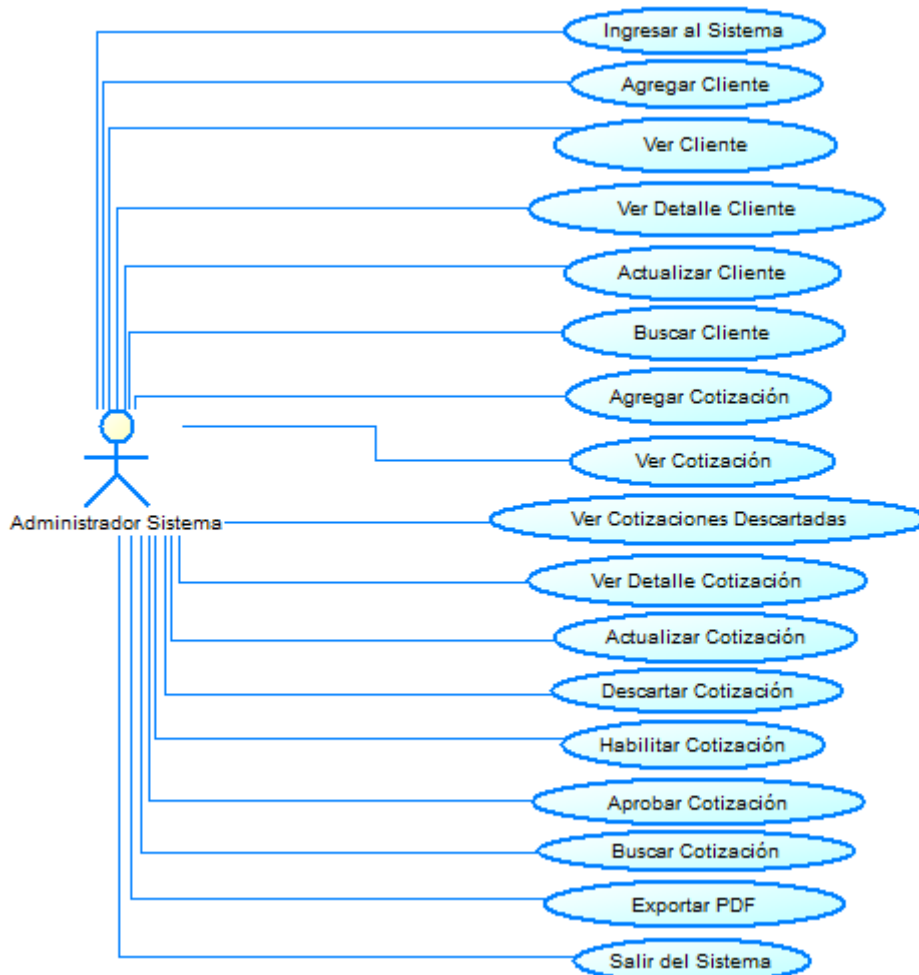 Ingresar al Sistema
Agregar Cliente
Ver Cliente
Ver Detalle Cliente
Actualizar Cliente
Buscar Cliente
Agregar Cotización
Ver Cotización
Administrador Sistema
Ver Cotizaciones Descartadas
Ver Detalle Cotización
Actualizar Cotización
Descartar Cotización
Habilitar Cotización
Aprobar Cotización
Buscar Cotización
Exportar PDF
Salir del Sistema